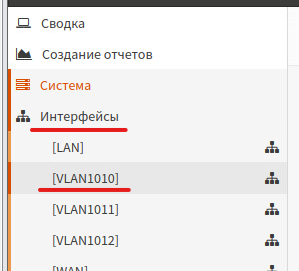 Сводка
Создание отчетов
Система
Интерфейсы
[LAN]
[VLAN1010]
[VLAN1011]
[VLAN1012]
[WAN]